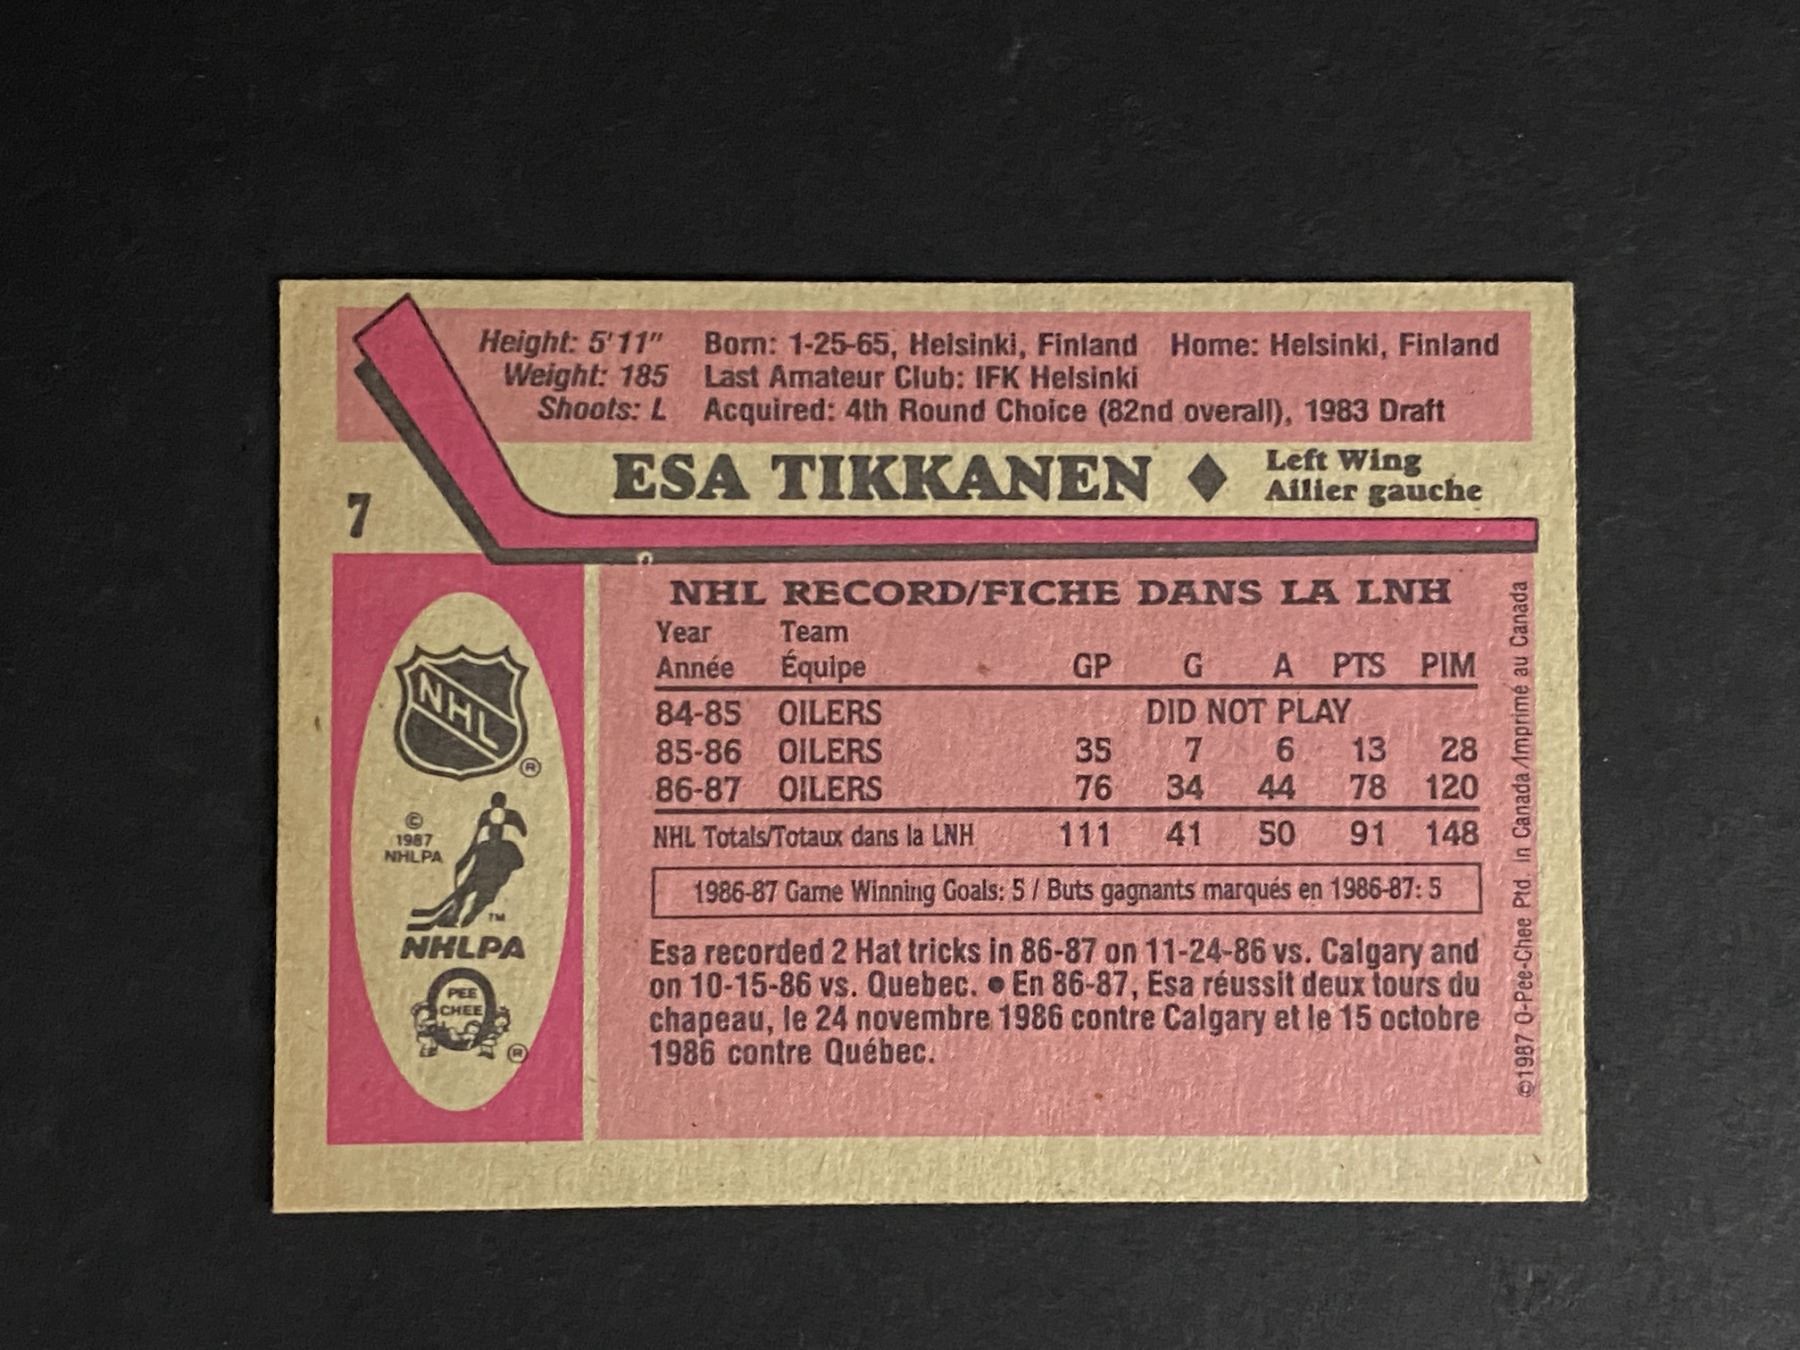 Height: 5'11" Born: 1-25-65, Helsinki, Finland Home: Helsinki, Finland
Weight: 185 Last Amateur Club: IFK Helsinki
Shoots: L Acquired: 4th Round Choice (82nd overall), 1983 Draft
7
ESA TIKKANEN ♦ Left Wing
Ailier gauche
NHL RECORD/FICHE DANS LA LNH
Year Team
Année Équipe GP G A PTS PIM
84-85 OILERS DID NOT PLAY
85-86 OILERS 35 7 6 13 28
86-87 OILERS 76 34 44 78 120
NHL Totals/Totaux dans la LNH 111 41 50 91 148
1986-87 Game Winning Goals: 5 / Buts gagnants marqués en 1986-87: 5
Esa recorded 2 Hat tricks in 86-87 on 11-24-86 vs. Calgary and
on 10-15-86 vs. Quebec. ● En 86-87, Esa réussit deux tours du
chapeau, le 24 novembre 1986 contre Calgary et le 15 octobre
1986 contre Québec.
NHL
®
©
1987
NHLPA
™
NHLPA
O
PEE
CHEE
®
©1987 O-Pee-Chee Ptd. in Canada/Imprimé au Canada